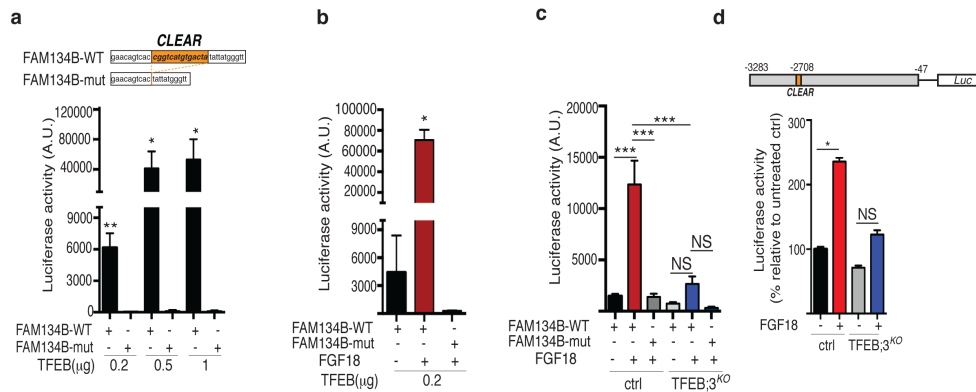 a
CLEAR
FAM134B-WT gaacagtcac cggtcatgtgacta tattatgggtt
FAM134B-mut gaacagtcac tattatgggtt
Luciferase activity (A.U.)
120000
80000
40000
9000
6000
3000
0
** * *
FAM134B-WT + - + - + -
FAM134B-mut - + - + - +
TFEB(μg) 0.2 0.5 1
b
Luciferase activity (A.U.)
100000
80000
60000
40000
20000
9000
6000
3000
0
*
FAM134B-WT + + -
FAM134B-mut - - +
FGF18 - + +
TFEB(μg) 0.2
c
Luciferase activity (A.U.)
20000
15000
10000
5000
0
***
***
***
NS
NS
FAM134B-WT + + - + + -
FAM134B-mut - - + - - +
FGF18 - + + - + +
ctrl TFEB;3KO
d
-3283 -2708 -47
Luc
CLEAR
Luciferase activity
(% relative to untreated ctrl)
300
200
100
0
*
NS
FGF18 - + - +
ctrl TFEB;3KO